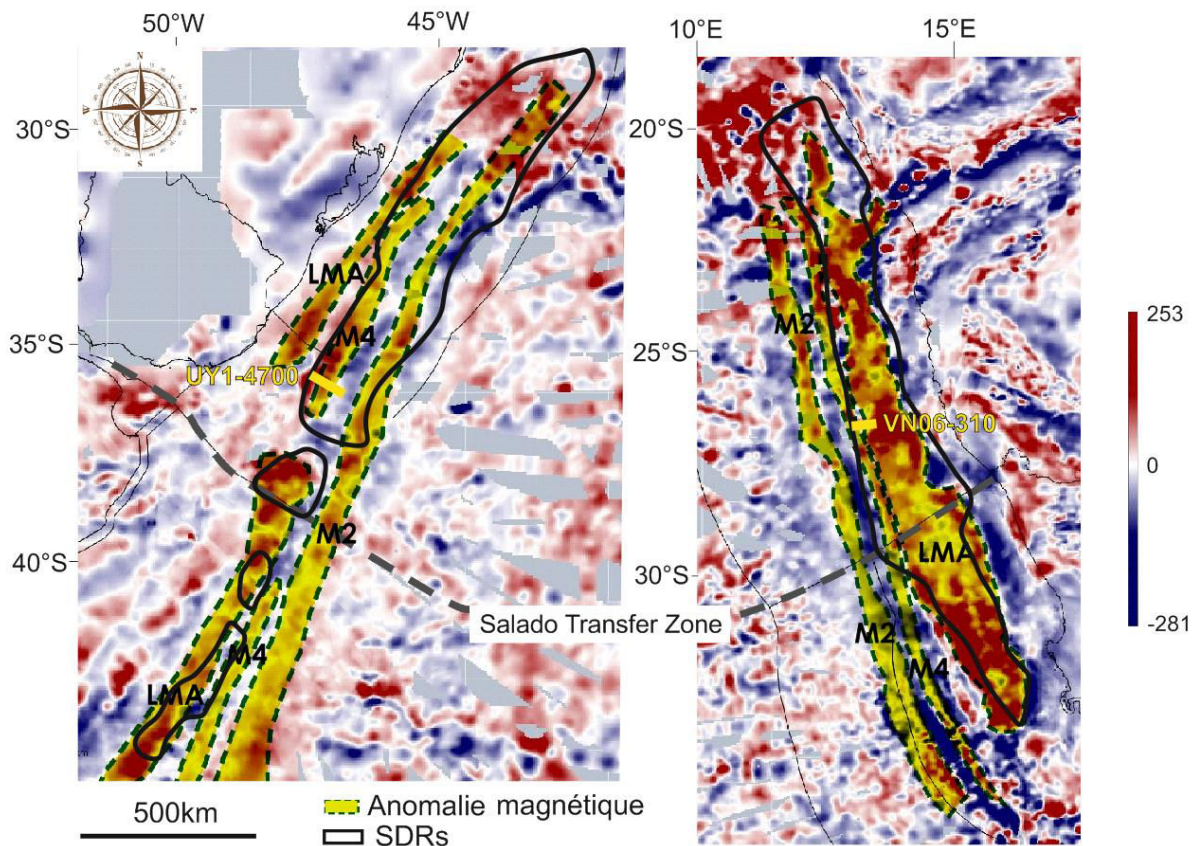 50°W
45°W
10°E
15°E
N
W
E
S
30°S
20°S
LMA
M4
M2
35°S
25°S
253
UY1-4700
VN06-310
0
M2
40°S
30°S
LMA
Salado Transfer Zone
-281
M4
M2
M4
LMA
500km
Anomalie magnétique
SDRs